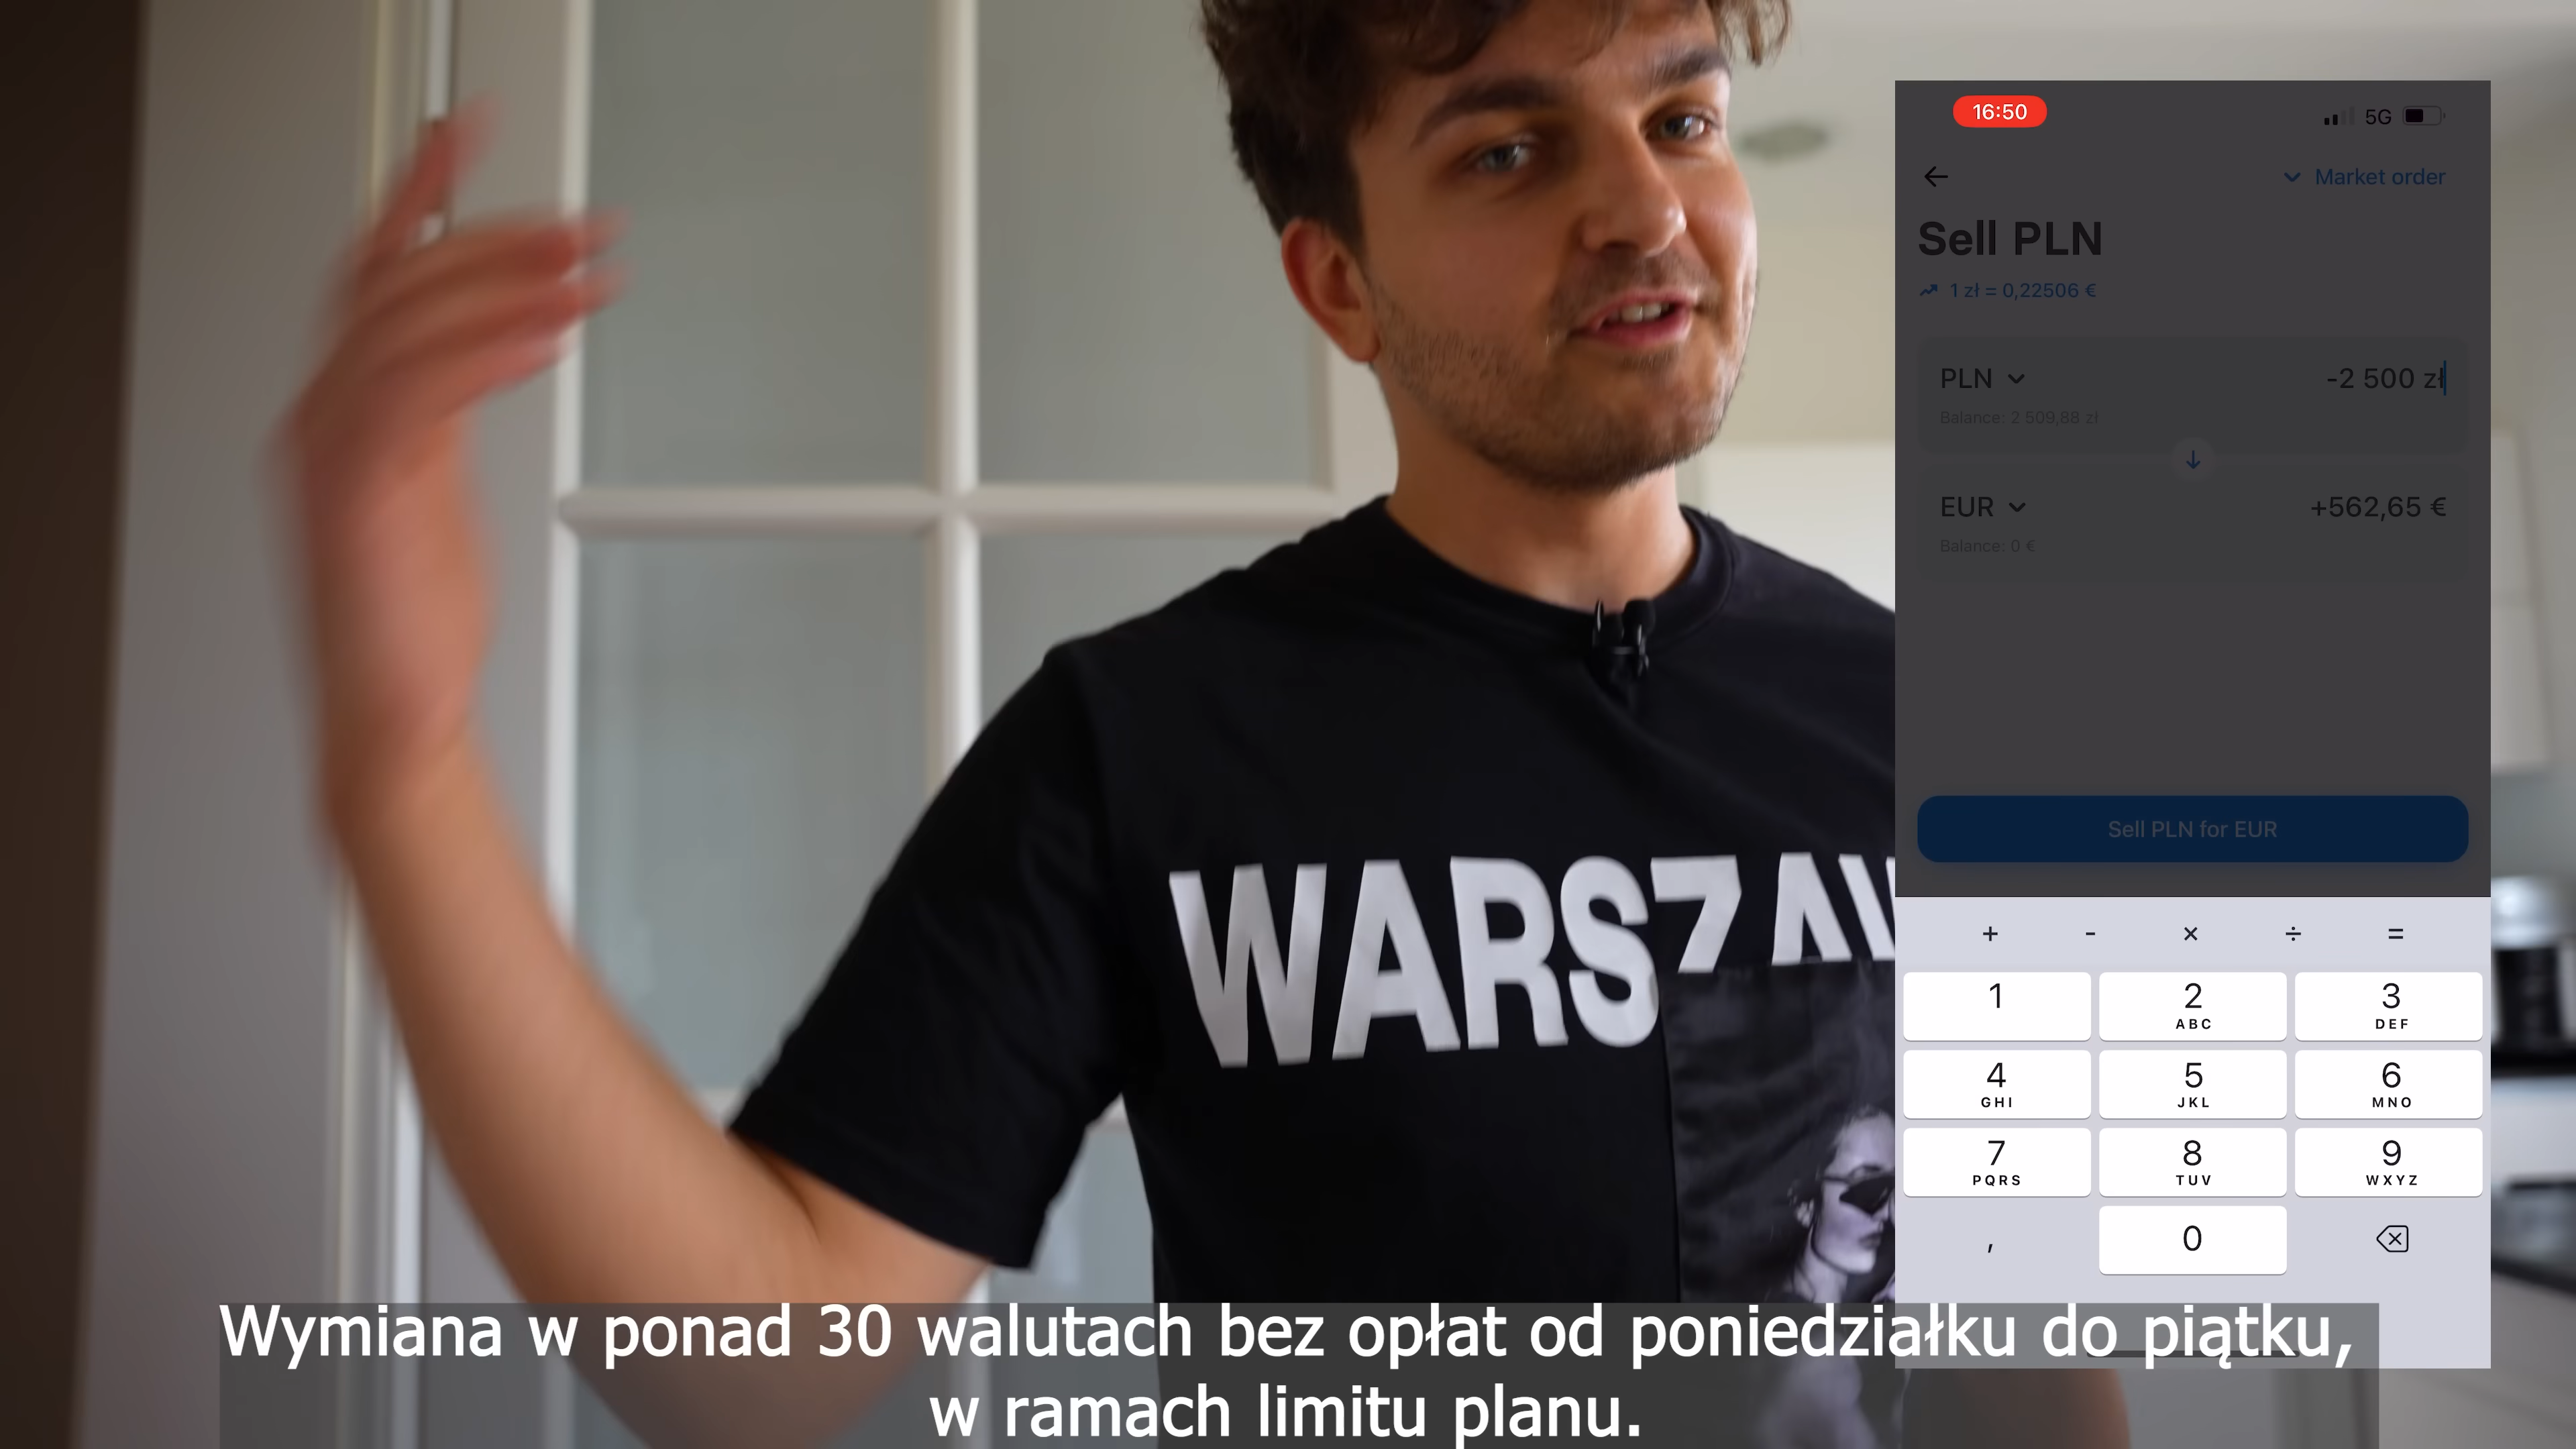 16:50
5G
Market order
Sell PLN
1 zł = 0,22506 €
PLN
-2 500 zł
Balance: 2 509,88 zł
EUR
+562,65 €
Balance: 0 €
Sell PLN for EUR
+ - × ÷ =
1 2 3
ABC DEF
4 5 6
GHI JKL MNO
7 8 9
PQRS TUV WXYZ
, 0
WARSZAW
Wymiana w ponad 30 walutach bez opłat od poniedziałku do piątku,
w ramach limitu planu.